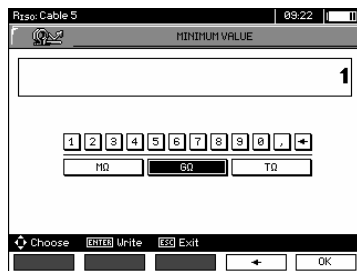 RISO: Cable 5 09:22
MINIMUM VALUE
1
1 2 3 4 5 6 7 8 9 0 , ←
MΩ GΩ TΩ
Choose ENTER Write ESC Exit
← OK